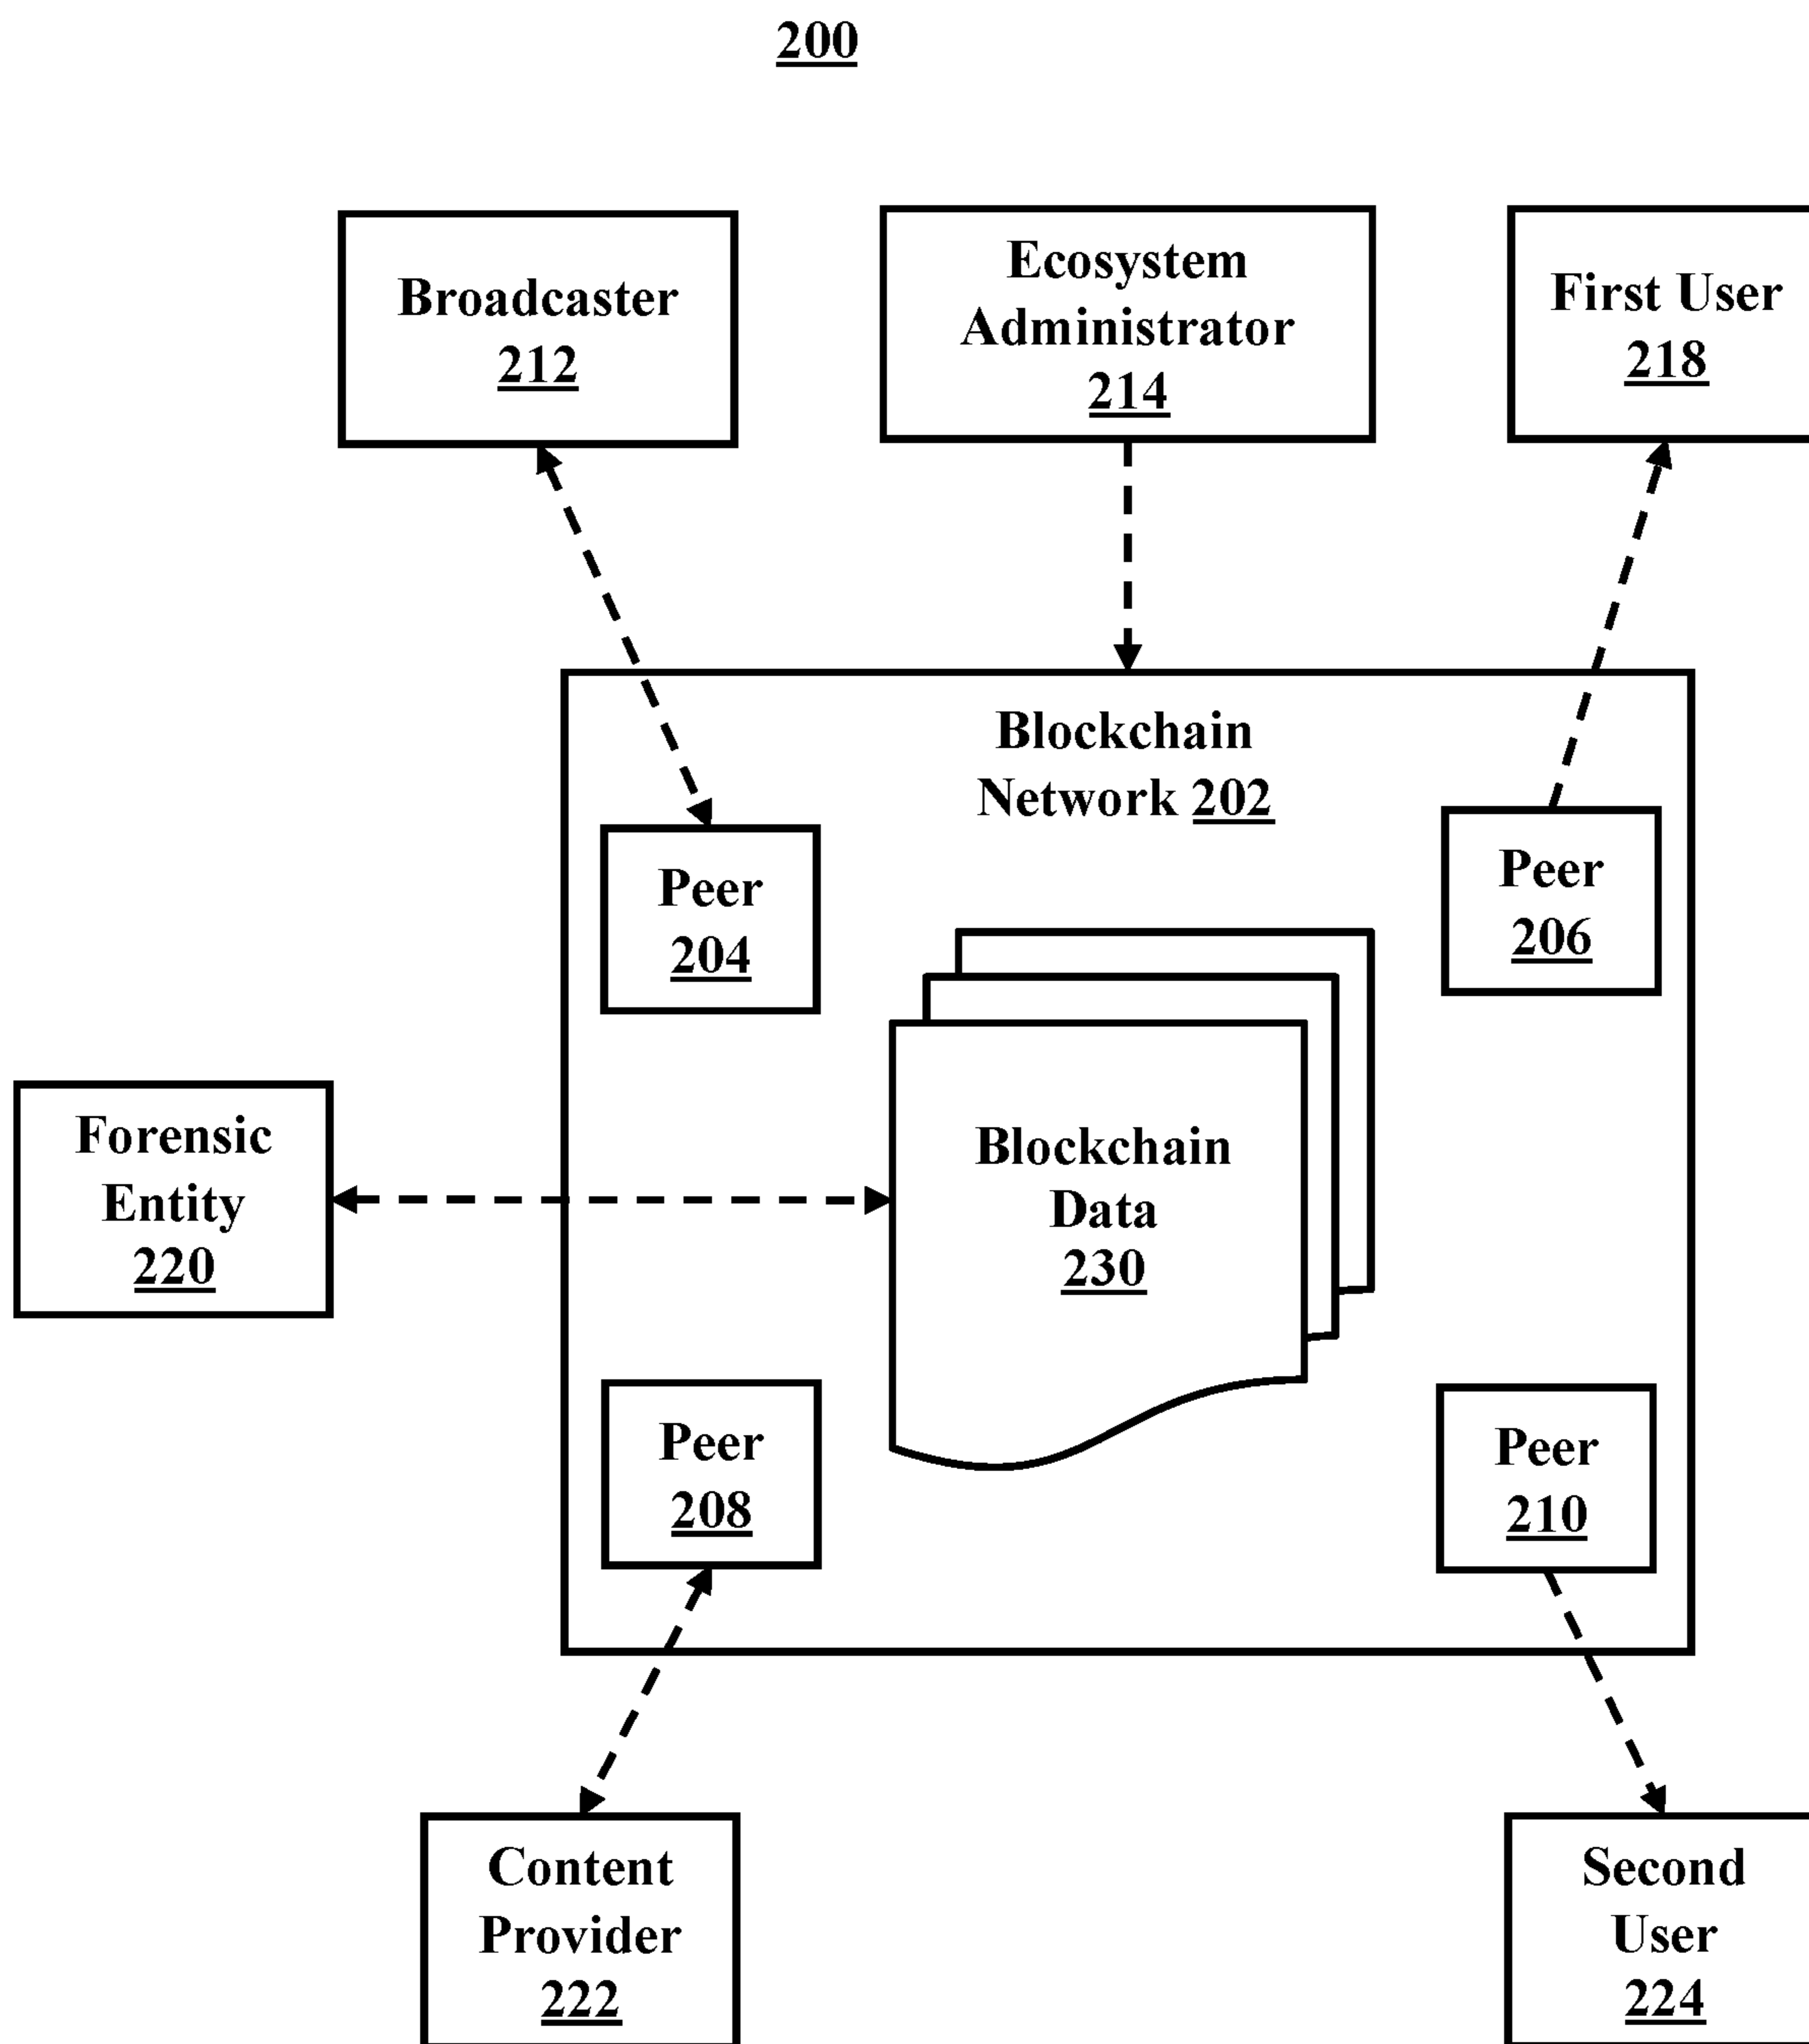 200
Broadcaster
212
Ecosystem
Administrator
214
First User
218
Blockchain
Network 202
Peer
204
Peer
206
Forensic
Entity
220
Blockchain
Data
230
Peer
208
Peer
210
Content
Provider
222
Second
User
224